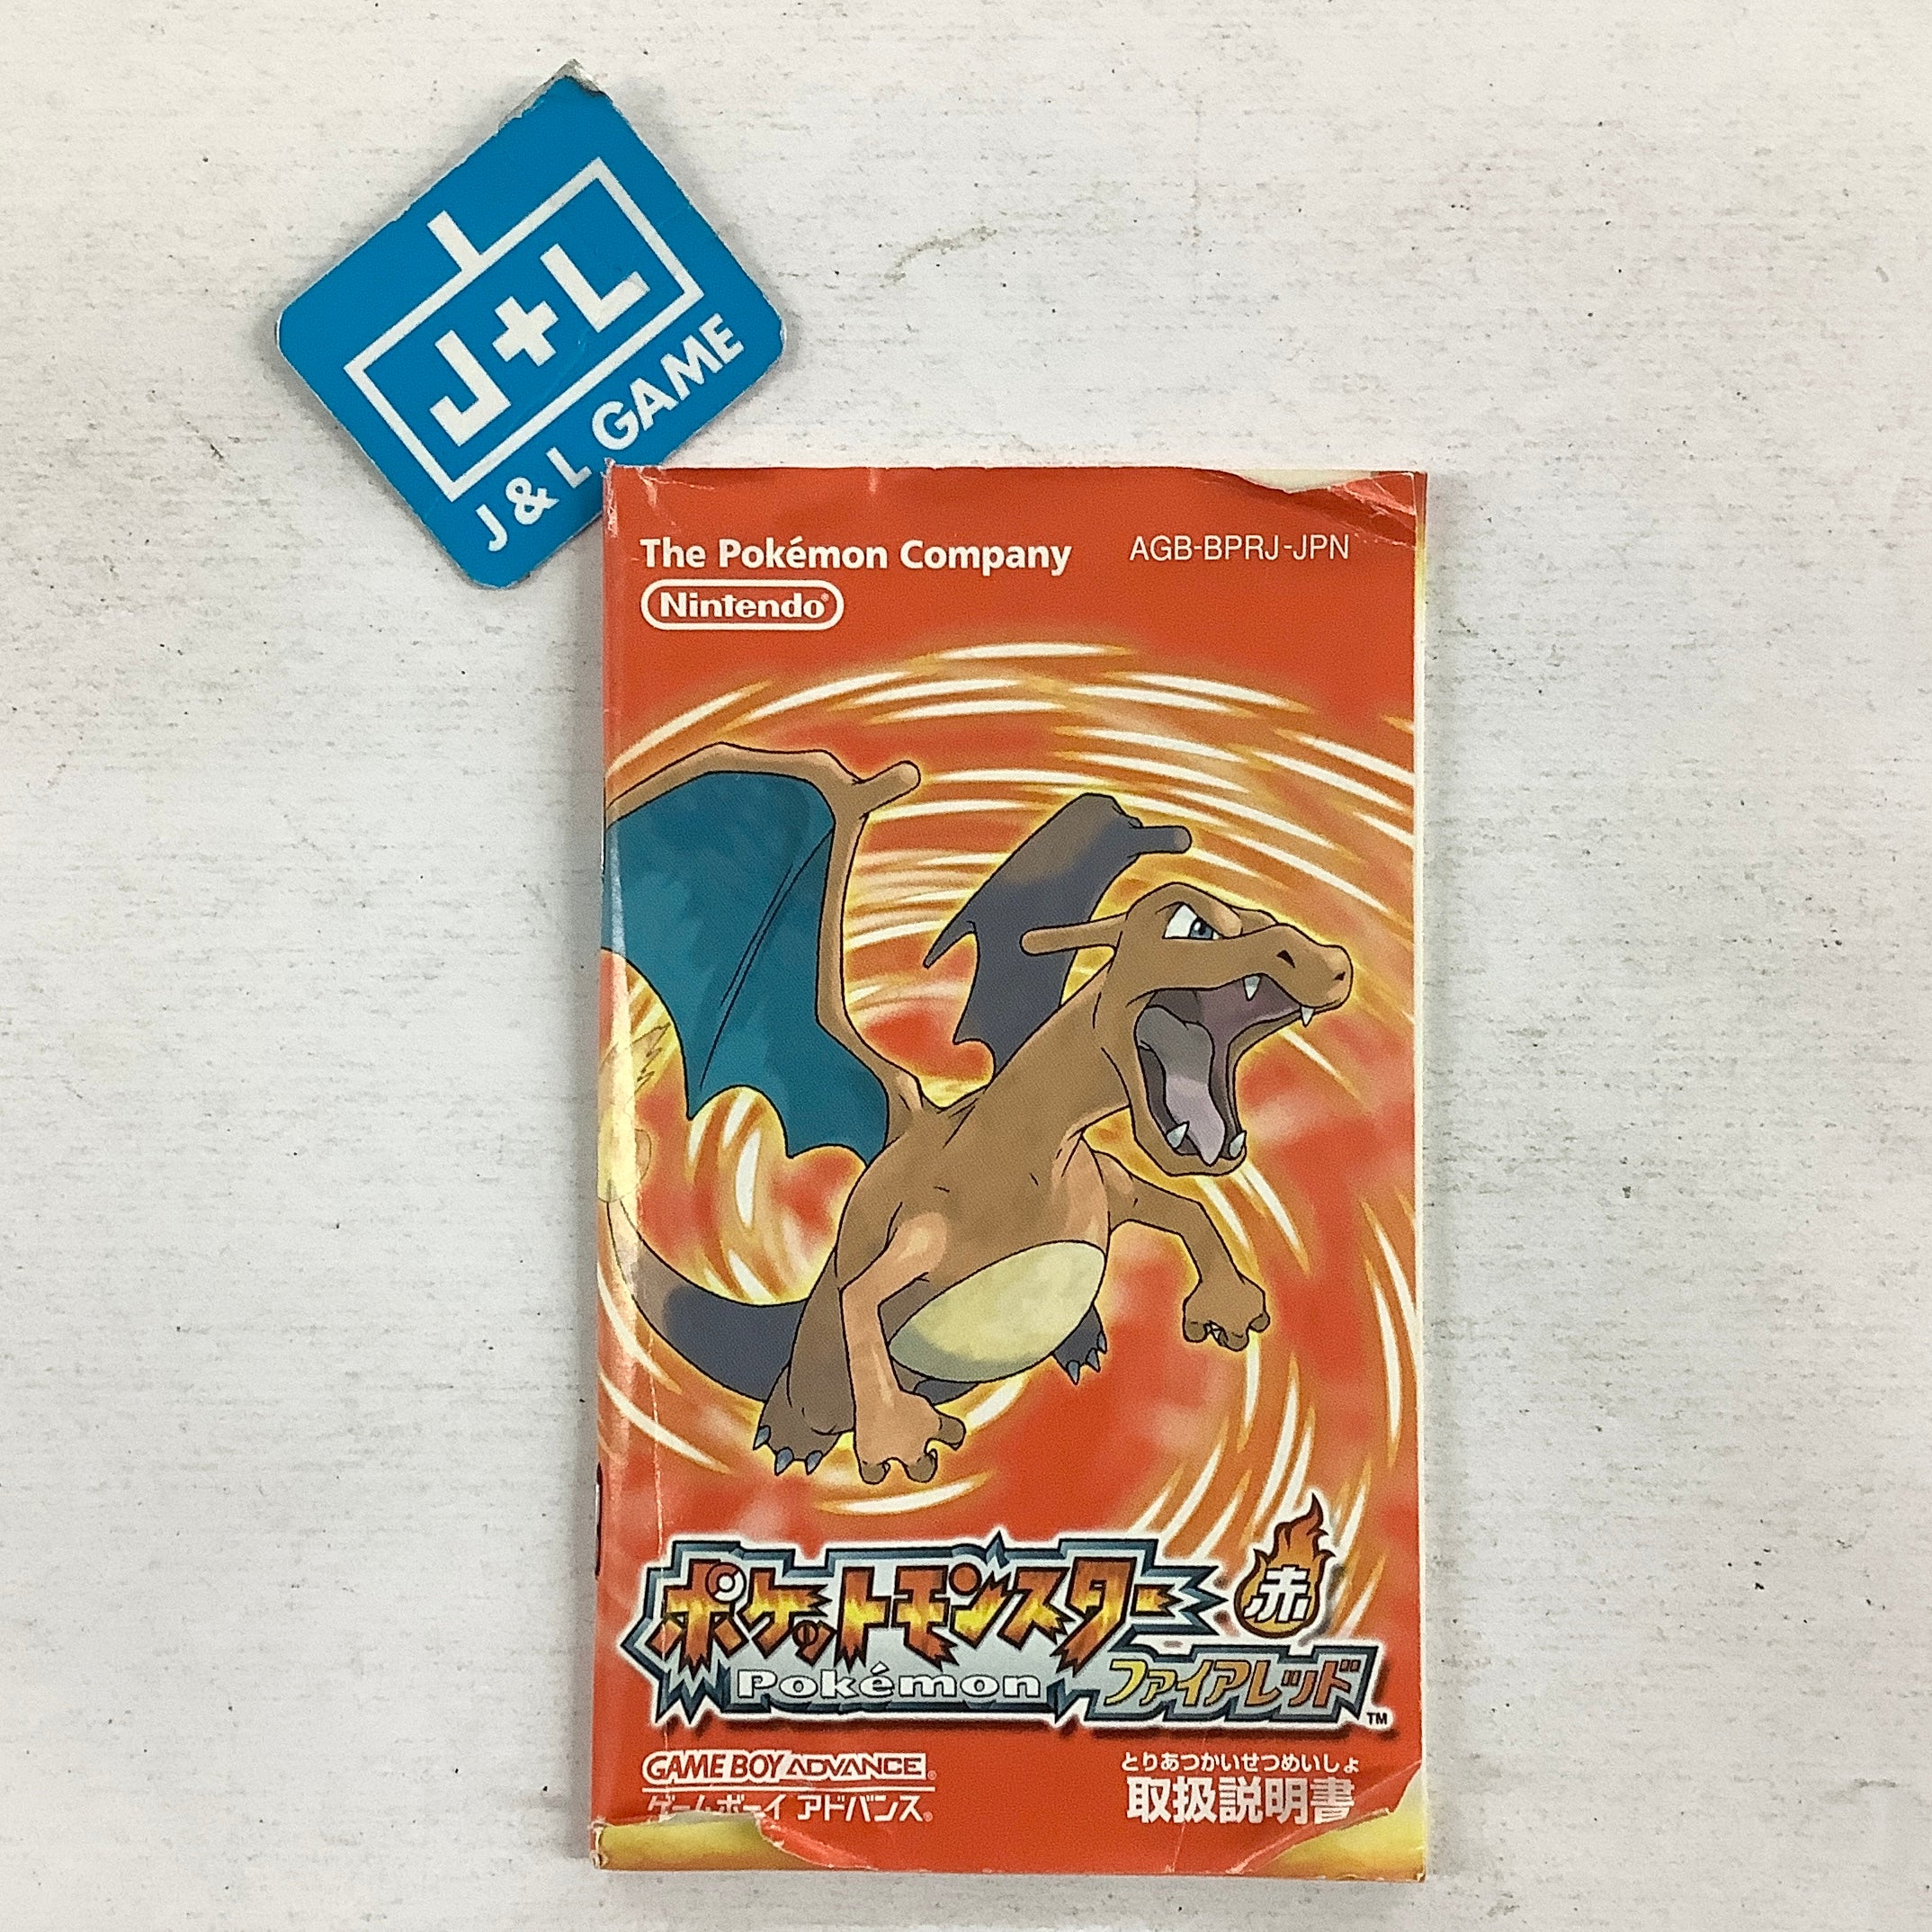 J+L
J & L GAME
The Pokémon Company
AGB-BPRJ-JPN
Nintendo®
ポケットモンスター
赤
Pokémon
ファイアレッド™
GAME BOY ADVANCE®
ゲームボーイ アドバンス®
とりあつかいせつめいしょ
取扱説明書